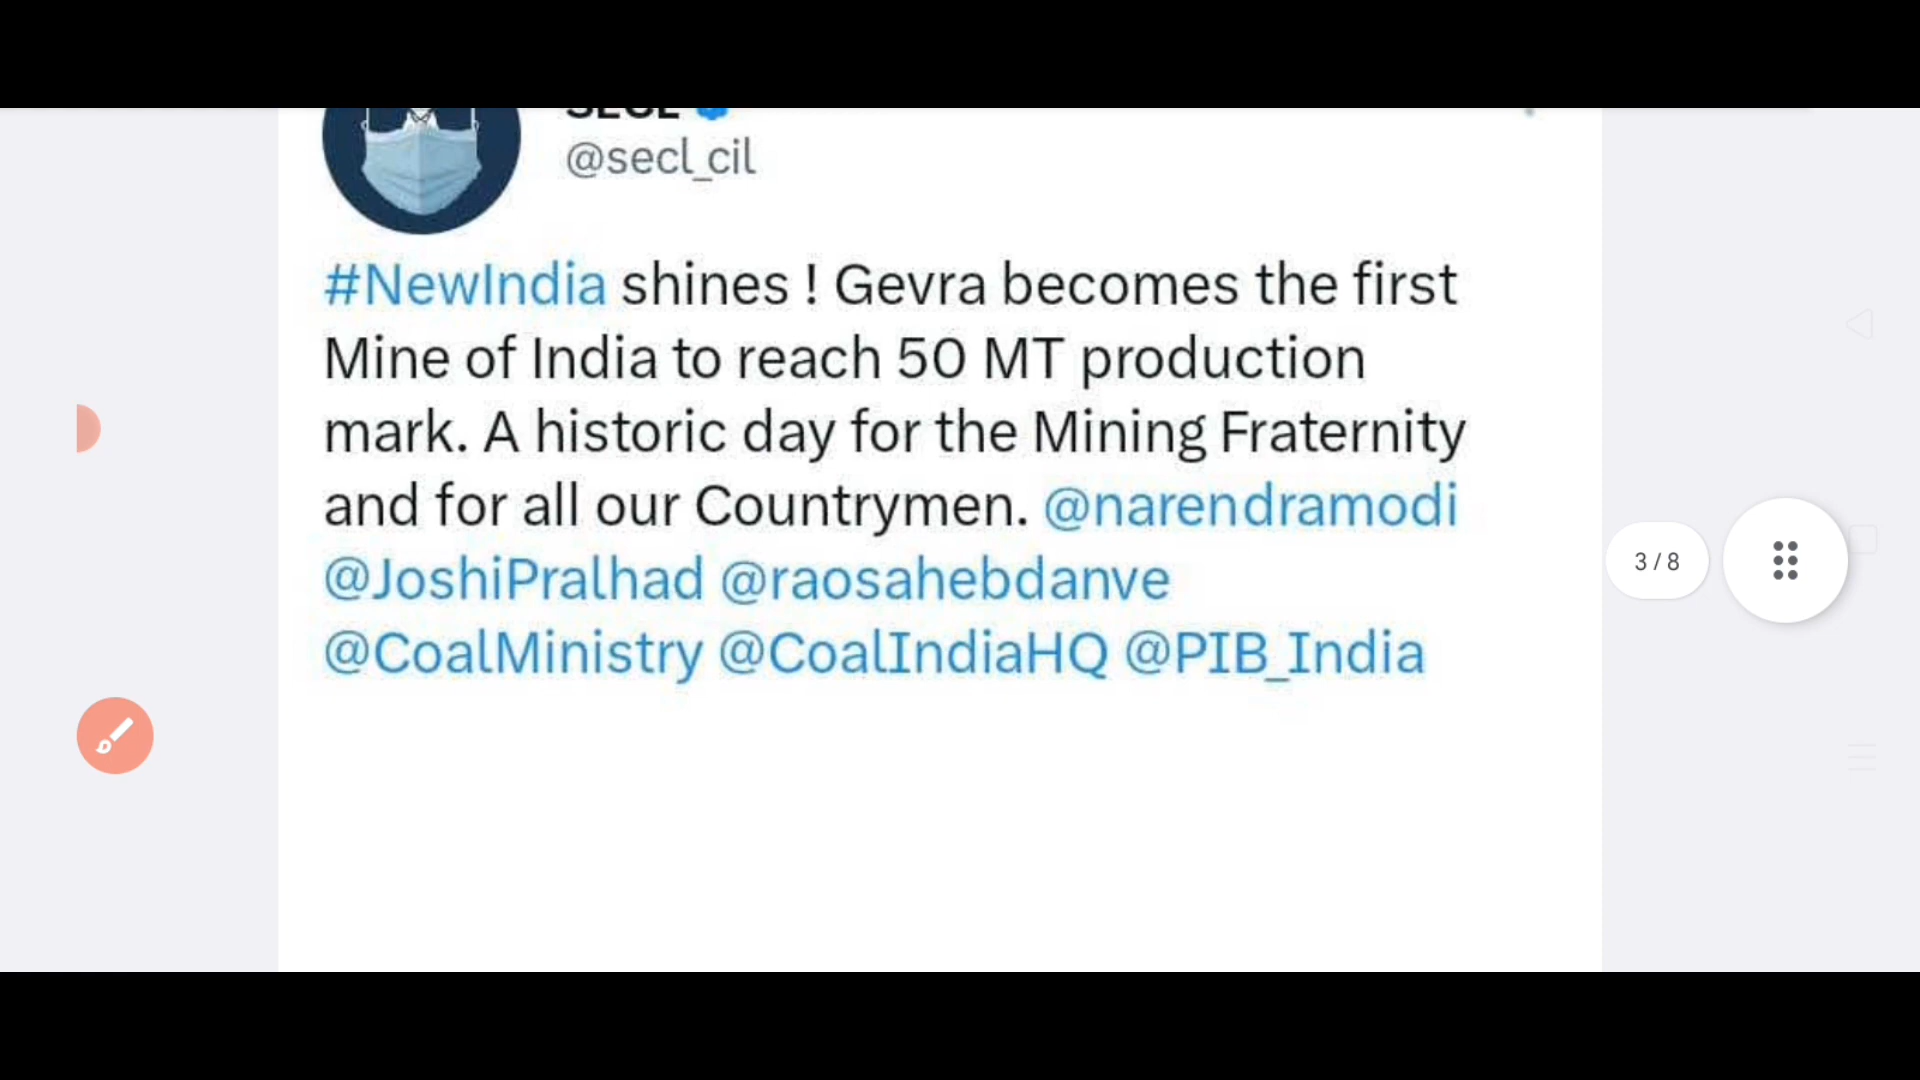 SECL
@secl_cil
#NewIndia shines ! Gevra becomes the first
Mine of India to reach 50 MT production
mark. A historic day for the Mining Fraternity
and for all our Countrymen. @narendramodi
@JoshiPralhad @raosahebdanve
@CoalMinistry @CoalIndiaHQ @PIB_India
3 / 8